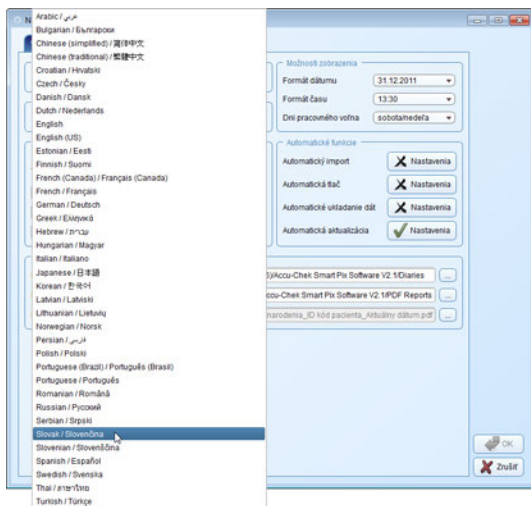 N
Arabic / عربي
Bulgarian / Български
Chinese (simplified) / 简体中文
Chinese (traditional) / 繁體中文
Croatian / Hrvatski
Czech / Česky
Danish / Dansk
Dutch / Nederlands
English
English (US)
Estonian / Eesti
Finnish / Suomi
French (Canada) / Français (Canada)
French / Français
German / Deutsch
Greek / Ελληνικά
Hebrew / עברית
Hungarian / Magyar
Italian / Italiano
Japanese / 日本語
Korean / 한국어
Latvian / Latviski
Lithuanian / Lietuvių
Norwegian / Norsk
Persian / فارسی
Polish / Polski
Portuguese (Brazil) / Português (Brasil)
Portuguese / Português
Romanian / Română
Russian / Русский
Serbian / Srpski
Slovak / Slovenčina
Slovenian / Slovenščina
Spanish / Español
Swedish / Svenska
Thai / ภาษาไทย
Turkish / Türkçe
Možnosti zobrazenia
Formát dátumu 31.12.2011
Formát času 13:30
Dni pracovného voľna sobota/nedeľa
Automatické funkcie
Automatický import Nastavenia
Automatická tlač Nastavenia
Automatické ukladanie dát Nastavenia
Automatická aktualizácia Nastavenia
)/Accu-Chek Smart Pix Software V2.1/Diaries ...
ccu-Chek Smart Pix Software V2.1/PDF Reports ...
narodenia_ID kód pacienta_Aktuálny dátum.pdf ...
OK
Zrušiť